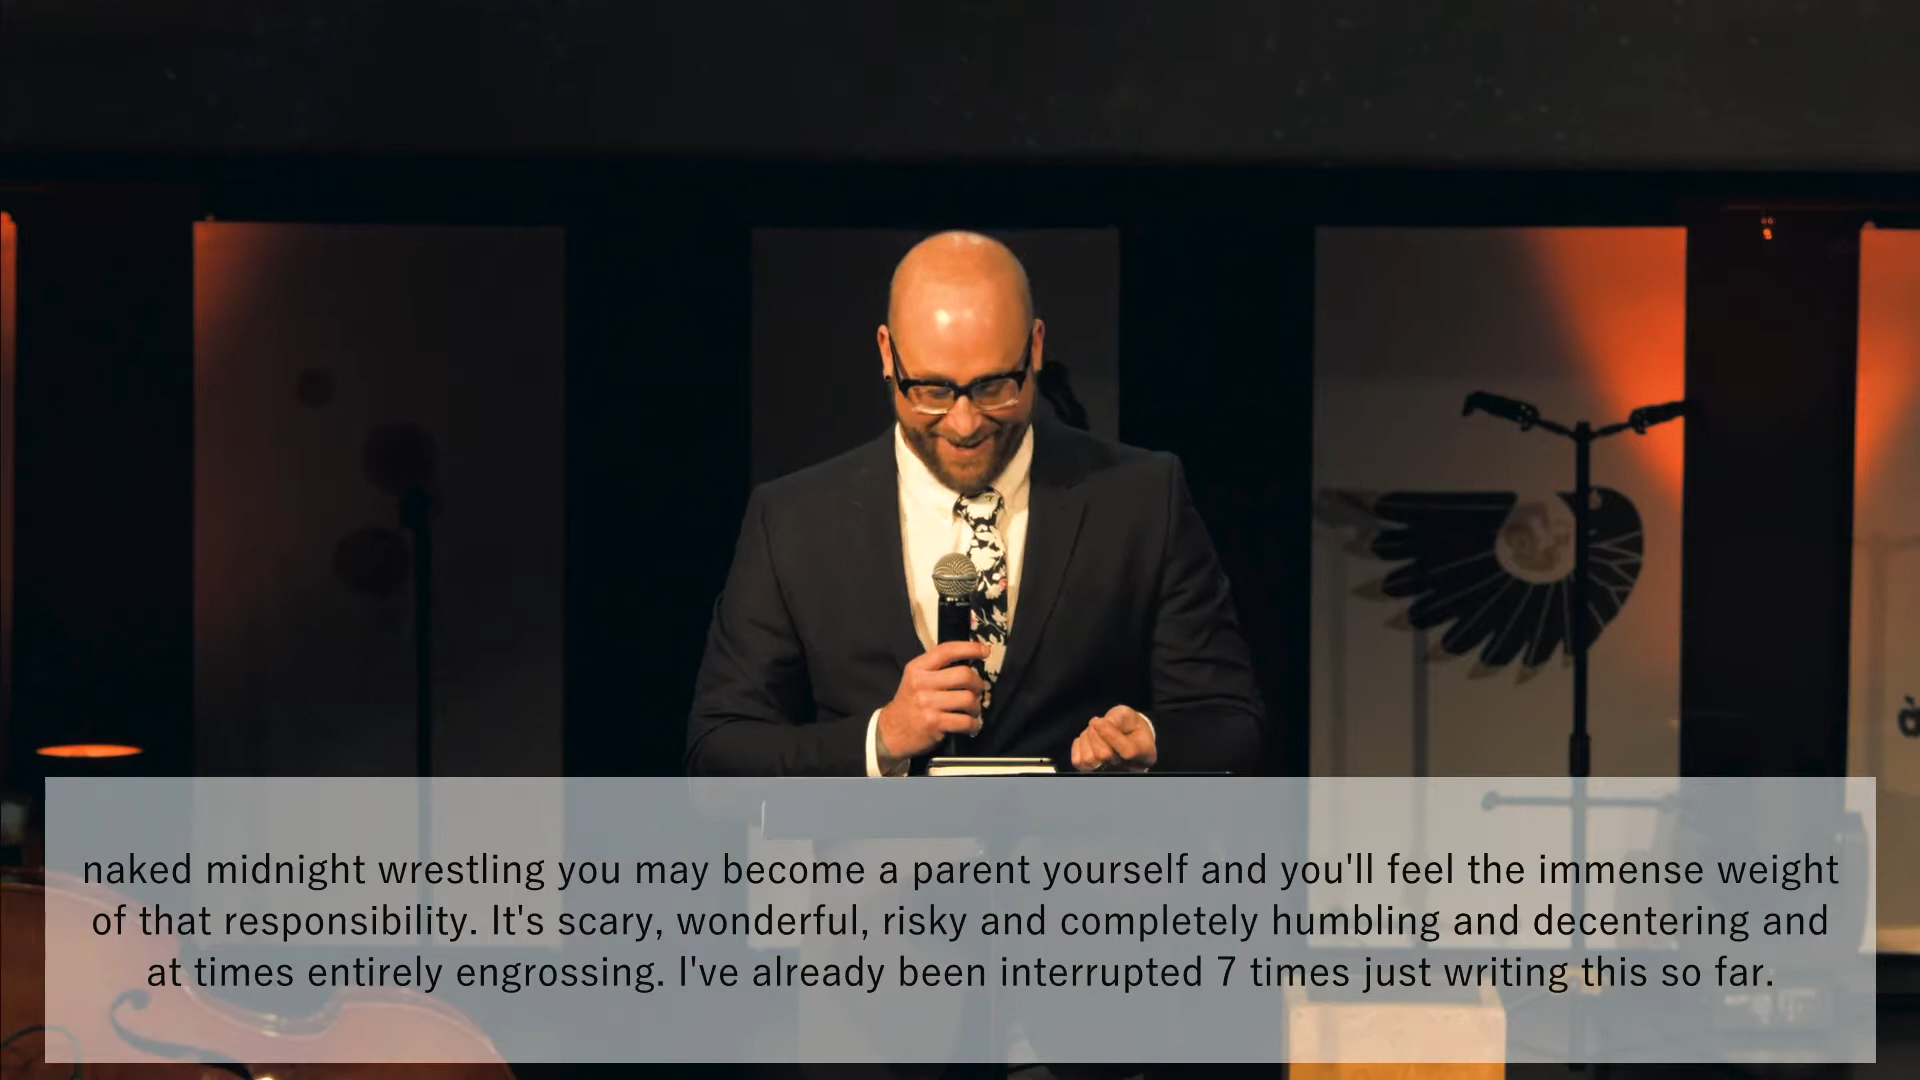 naked midnight wrestling you may become a parent yourself and you'll feel the immense weight
of that responsibility. It's scary, wonderful, risky and completely humbling and decentering and
at times entirely engrossing. I've already been interrupted 7 times just writing this so far.